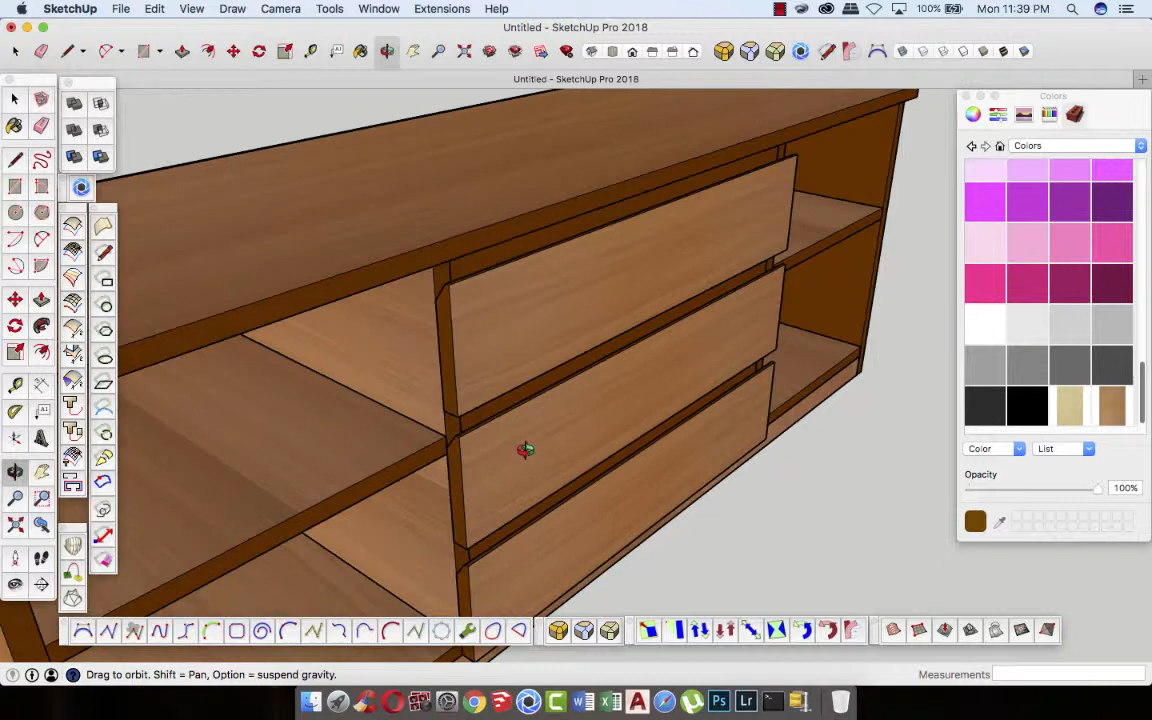 SketchUp File Edit View Draw Camera Tools Window Extensions Help 100% Mon 11:39 PM
Untitled - SketchUp Pro 2018
Untitled - SketchUp Pro 2018
Colors
Colors
Color List
Opacity
100%
Drag to orbit. Shift = Pan, Option = suspend gravity. Measurements